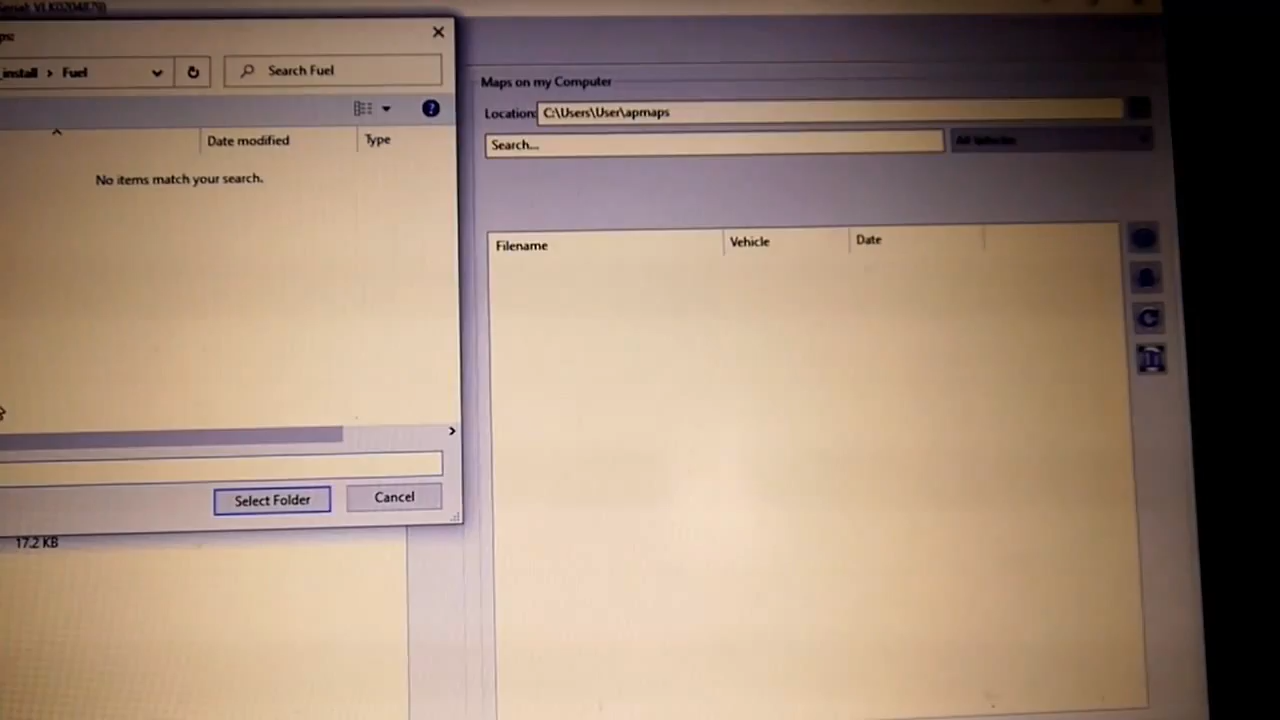 _install > Fuel
Search Fuel
Date modified
Type
No items match your search.
Select Folder
Cancel
17.2 KB
Maps on my Computer
Location:
C:\Users\User\apmaps
Search...
Filename
Vehicle
Date